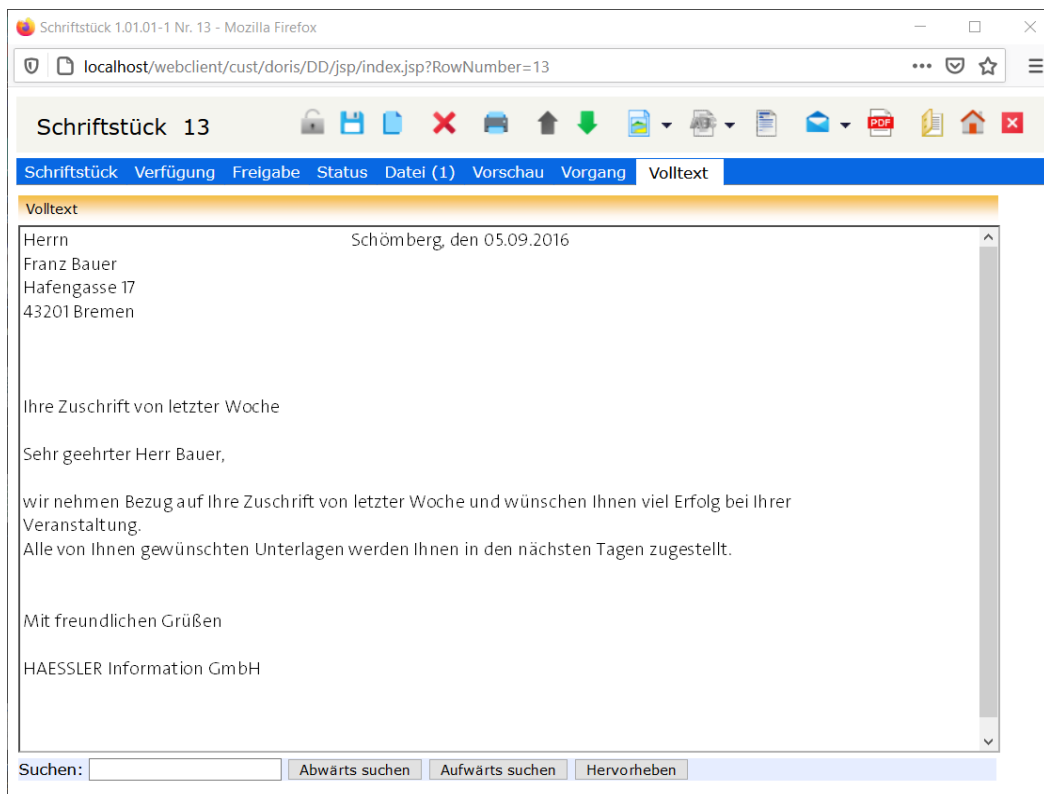 Schriftstück 1.01.01-1 Nr. 13 - Mozilla Firefox
localhost/webclient/cust/doris/DD/jsp/index.jsp?RowNumber=13
Schriftstück 13
PDF
Schriftstück Verfügung Freigabe Status Datei (1) Vorschau Vorgang Volltext
Volltext
Herrn Schömberg, den 05.09.2016
Franz Bauer
Hafengasse 17
43201 Bremen
Ihre Zuschrift von letzter Woche
Sehr geehrter Herr Bauer,
wir nehmen Bezug auf Ihre Zuschrift von letzter Woche und wünschen Ihnen viel Erfolg bei Ihrer
Veranstaltung.
Alle von Ihnen gewünschten Unterlagen werden Ihnen in den nächsten Tagen zugestellt.
Mit freundlichen Grüßen
HAESSLER Information GmbH
Suchen: Abwärts suchen Aufwärts suchen Hervorheben